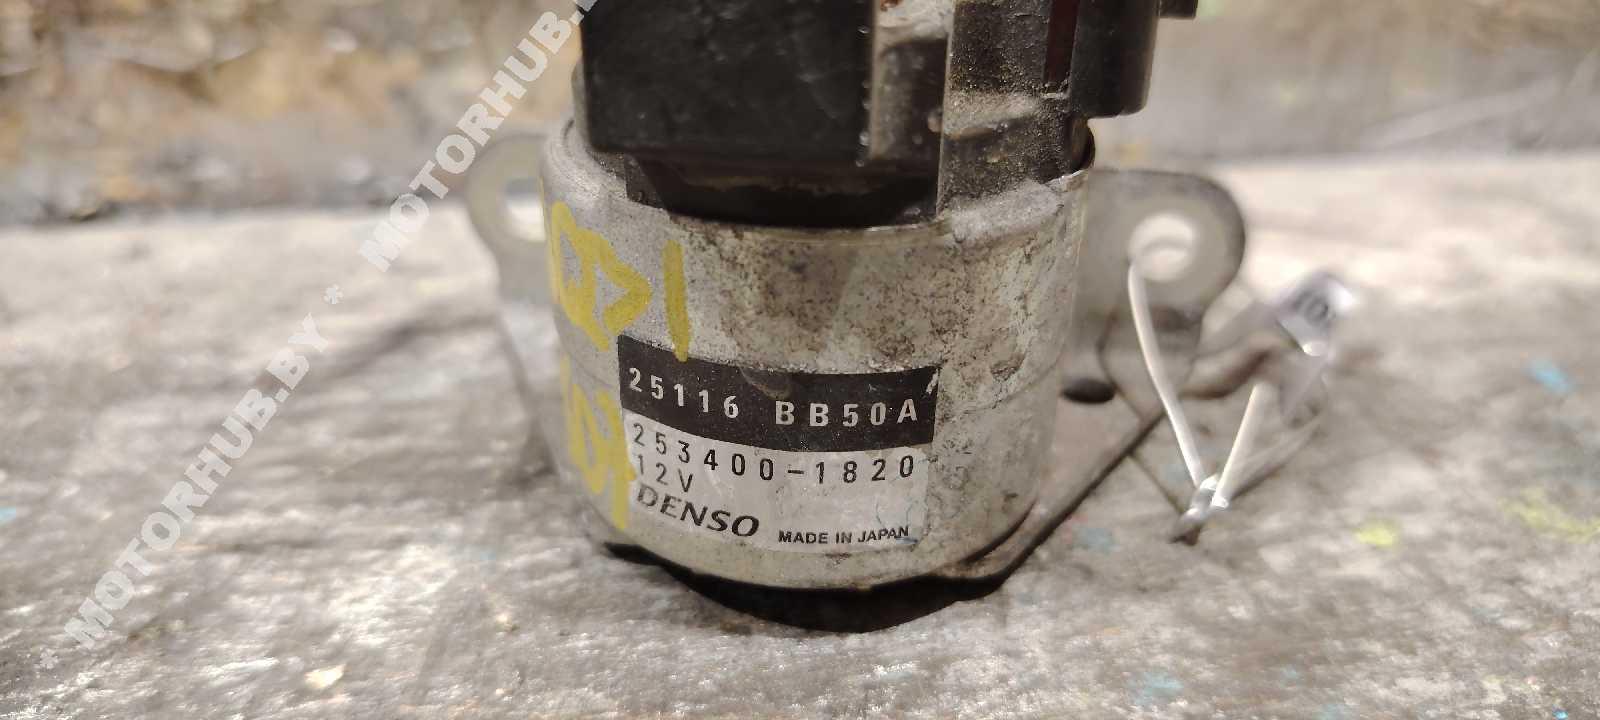 25116 BB50A
253400-1820
12V
DENSO MADE IN JAPAN
* MOTORHUB.BY * MOTORHUB.